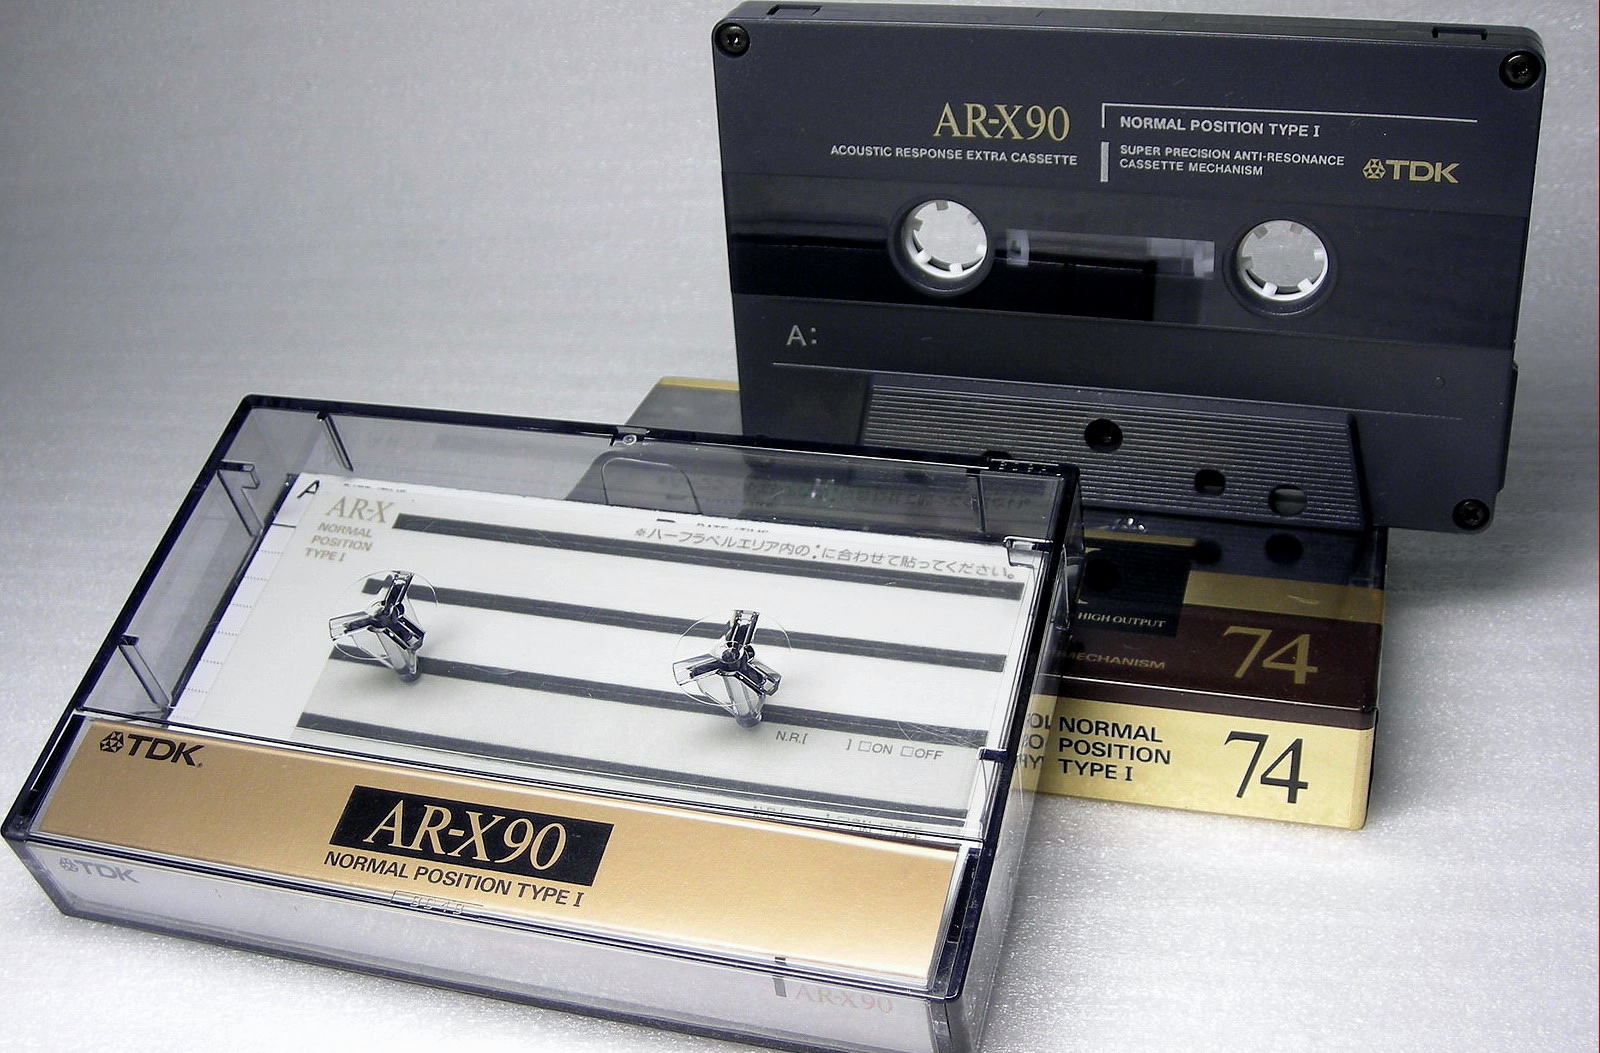 AR-X90
ACOUSTIC RESPONSE EXTRA CASSETTE
NORMAL POSITION TYPE I
SUPER PRECISION ANTI-RESONANCE
CASSETTE MECHANISM
TDK
A:
AR-X
NORMAL
POSITION
TYPE I
※ハーフラベルエリア内の▪に合わせて貼ってください。
N.R.[ ] □ON □OFF
HIGH OUTPUT
MECHANISM
74
NORMAL
POSITION
TYPE I
74
TDK
AR-X90
NORMAL POSITION TYPE I
TDK
AR-X90